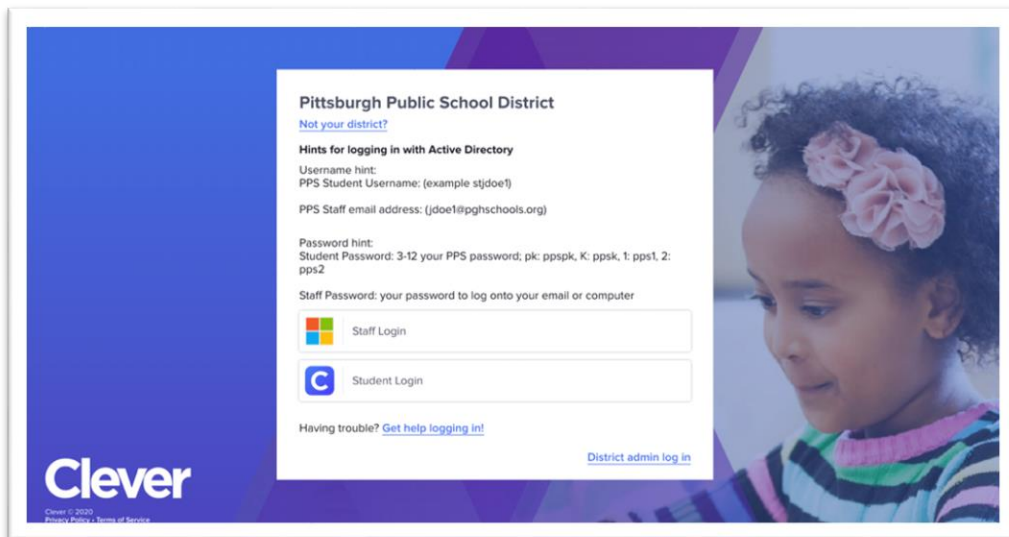 Pittsburgh Public School District
Not your district?
Hints for logging in with Active Directory
Username hint:
PPS Student Username: (example stjdoe1)
PPS Staff email address: (jdoe1@pghschools.org)
Password hint:
Student Password: 3-12 your PPS password; pk: ppspk, K: ppsk, 1: pps1, 2:
pps2
Staff Password: your password to log onto your email or computer
Staff Login
C Student Login
Having trouble? Get help logging in!
District admin log in
Clever
Clever © 2020
Privacy Policy • Terms of Service